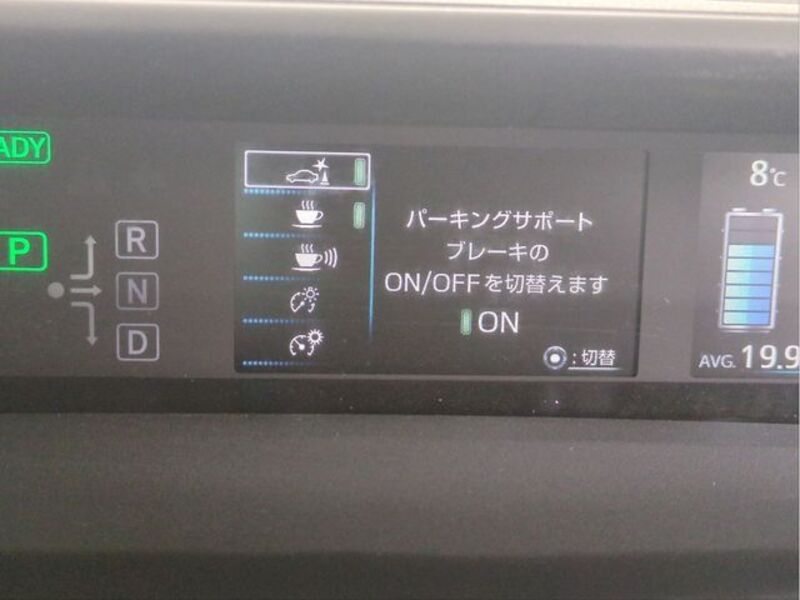 ADY
P
R
N
D
パーキングサポート
ブレーキの
ON/OFFを切替えます
ON
:切替
8℃
AVG. 19.9